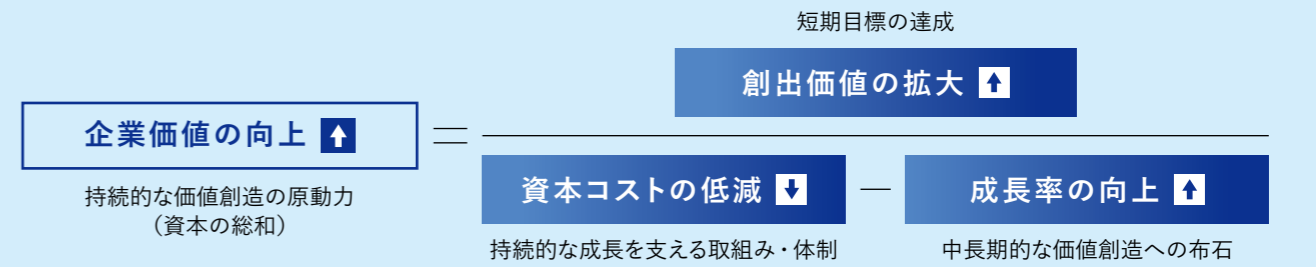 短期目標の達成
創出価値の拡大
企業価値の向上
持続的な価値創造の原動力
（資本の総和）
資本コストの低減
成長率の向上
持続的な成長を支える取組み・体制
中長期的な価値創造への布石